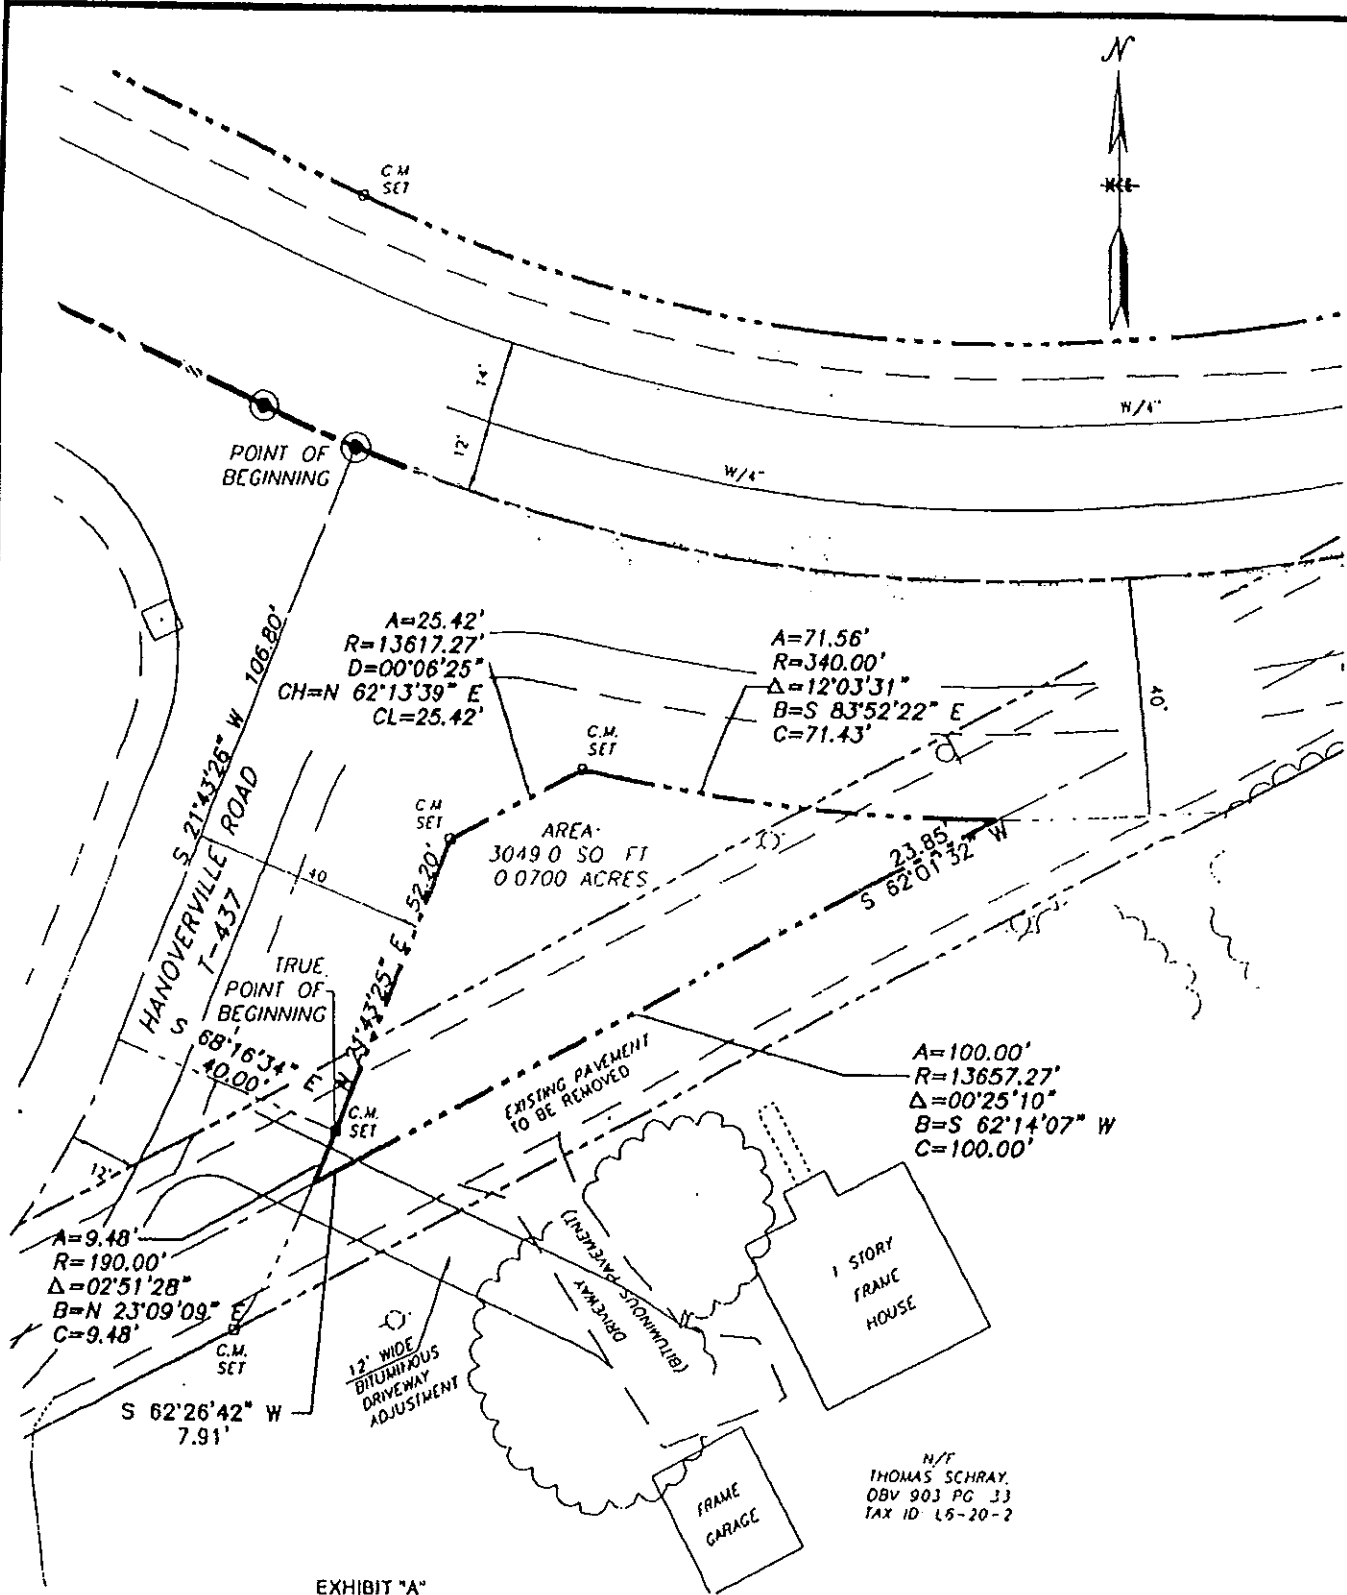 N
C.M
SET
14'
12'
W/4"
W/4"
POINT OF
BEGINNING
S 21°43'26" W 106.80'
HANOVERVILLE ROAD
T-437
A=25.42'
R=13617.27'
D=00°06'25"
CH=N 62°13'39" E
CL=25.42'
A=71.56'
R=340.00'
Δ=12°03'31"
B=S 83°52'22" E
C=71.43'
40'
C.M.
SET
C.M
SET
AREA:
3049.0 SQ FT
0.0700 ACRES
40
52.20'
N 21°43'25" E
23.85'
S 62°01'32" W
TRUE
POINT OF
BEGINNING
S 68°16'34" E
40.00'
R
C.M.
SET
12'
EXISTING PAVEMENT
TO BE REMOVED
A=100.00'
R=13657.27'
Δ=00°25'10"
B=S 62°14'07" W
C=100.00'
A=9.48'
R=190.00'
Δ=02°51'28"
B=N 23°09'09" E
C=9.48'
C.M.
SET
S 62°26'42" W
7.91'
12' WIDE
BITUMINOUS
DRIVEWAY
ADJUSTMENT
DRIVEWAY
(BITUMINOUS PAVEMENT)
1 STORY
FRAME
HOUSE
FRAME
GARAGE
N/F
THOMAS SCHRAY.
DBV 903 PG 33
TAX ID L6-20-2
EXHIBIT "A"